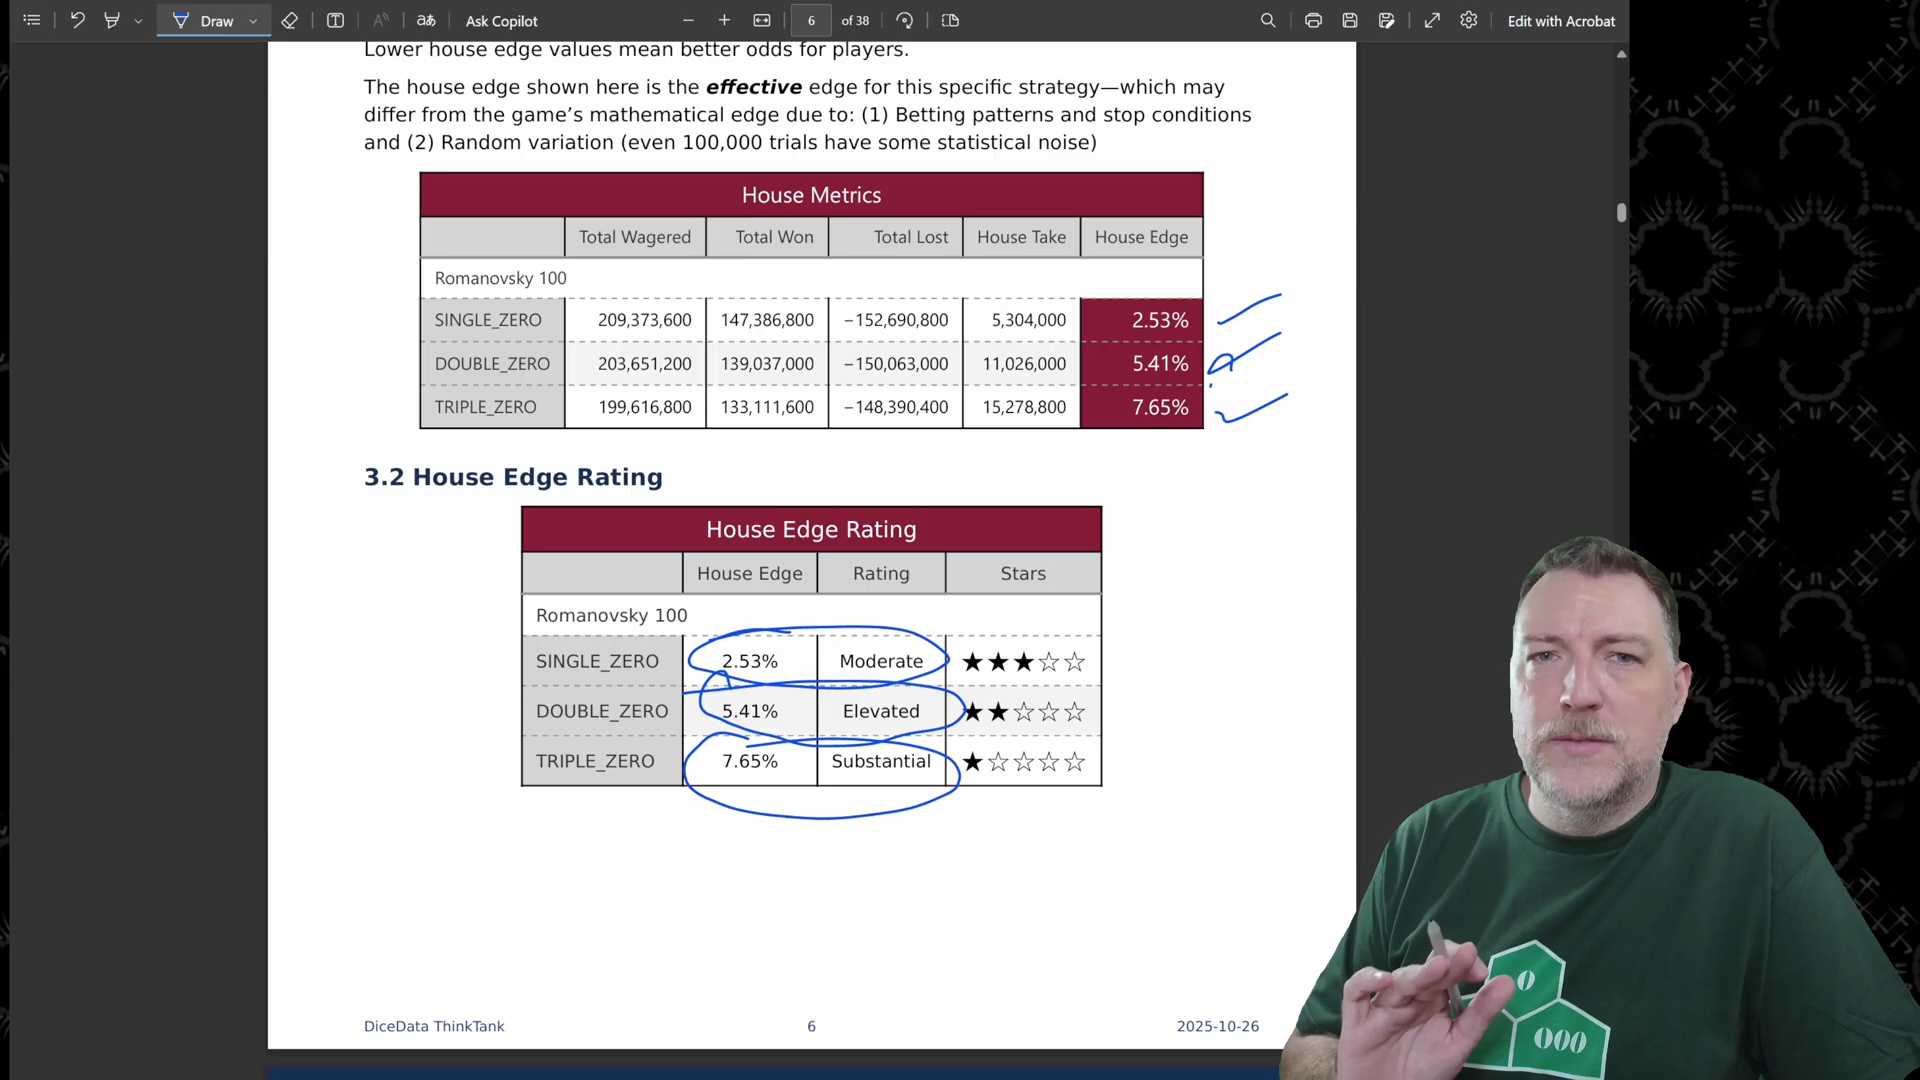 Draw
Ask Copilot
6 of 38
Edit with Acrobat
Lower house edge values mean better odds for players.
The house edge shown here is the effective edge for this specific strategy—which may
differ from the game’s mathematical edge due to: (1) Betting patterns and stop conditions
and (2) Random variation (even 100,000 trials have some statistical noise)
House Metrics
Total Wagered Total Won Total Lost House Take House Edge
Romanovsky 100
SINGLE_ZERO 209,373,600 147,386,800 −152,690,800 5,304,000 2.53%
DOUBLE_ZERO 203,651,200 139,037,000 −150,063,000 11,026,000 5.41%
TRIPLE_ZERO 199,616,800 133,111,600 −148,390,400 15,278,800 7.65%
3.2 House Edge Rating
House Edge Rating
House Edge Rating Stars
Romanovsky 100
SINGLE_ZERO 2.53% Moderate ★★★☆☆
DOUBLE_ZERO 5.41% Elevated ★★☆☆☆
TRIPLE_ZERO 7.65% Substantial ★☆☆☆☆
DiceData ThinkTank 6 2025-10-26
0
000